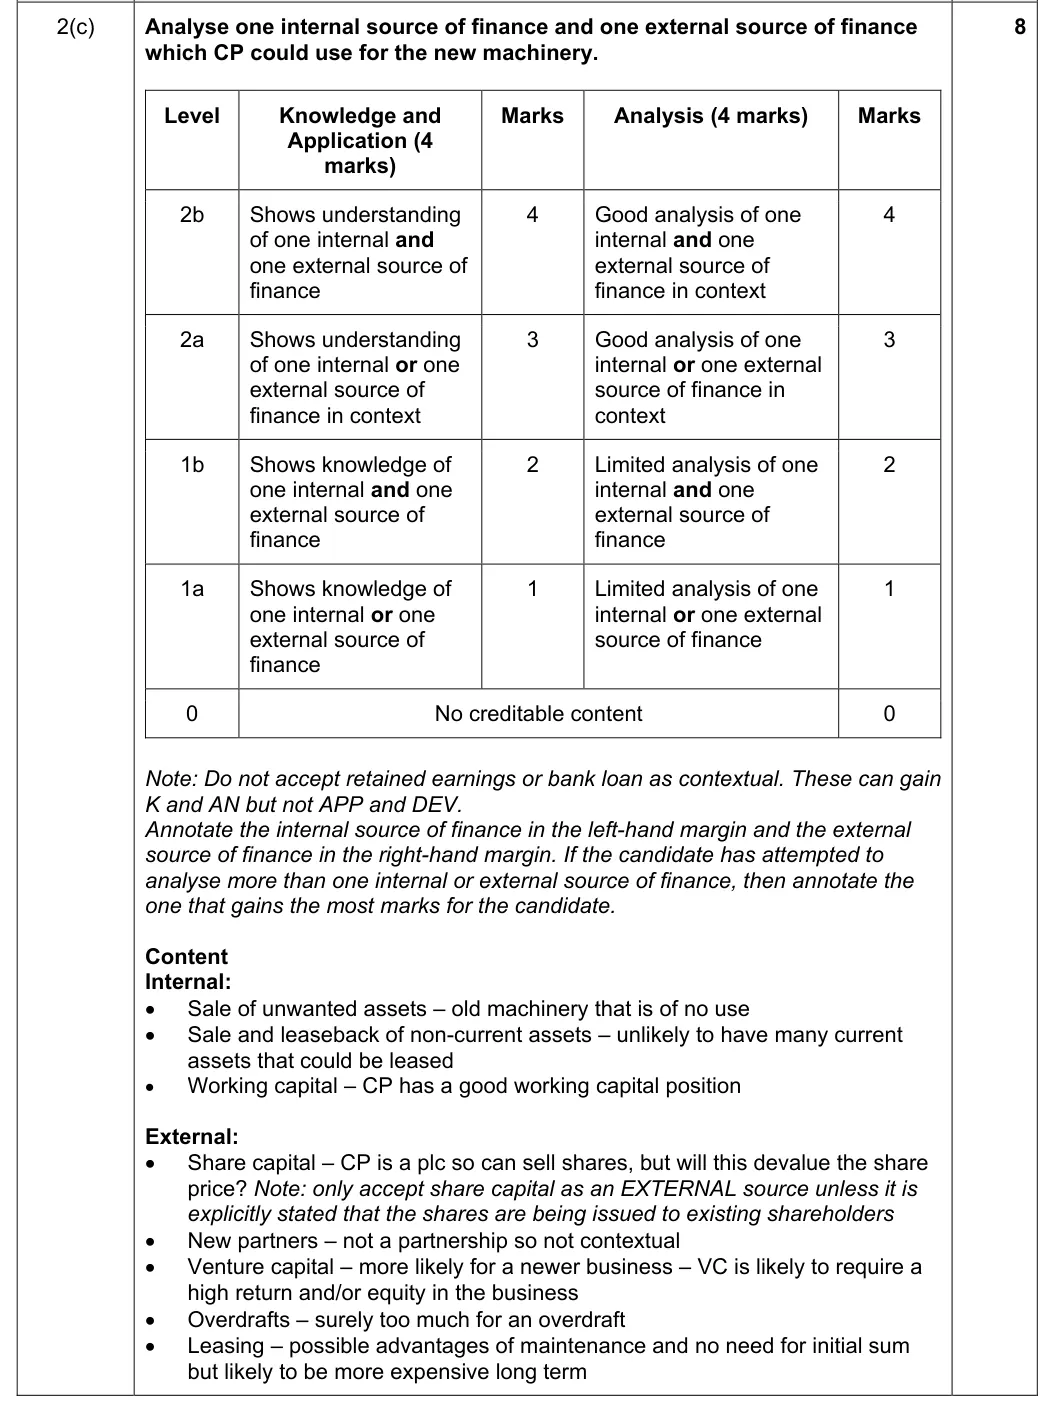 2(c)
Analyse one internal source of finance and one external source of finance
which CP could use for the new machinery.
8
Level
Knowledge and
Application (4
marks)
Marks
Analysis (4 marks)
Marks
2b
Shows understanding
of one internal and
one external source of
finance
4
Good analysis of one
internal and one
external source of
finance in context
4
2a
Shows understanding
of one internal or one
external source of
finance in context
3
Good analysis of one
internal or one external
source of finance in
context
3
1b
Shows knowledge of
one internal and one
external source of
finance
2
Limited analysis of one
internal and one
external source of
finance
2
1a
Shows knowledge of
one internal or one
external source of
finance
1
Limited analysis of one
internal or one external
source of finance
1
0
No creditable content
0
Note: Do not accept retained earnings or bank loan as contextual. These can gain
K and AN but not APP and DEV.
Annotate the internal source of finance in the left-hand margin and the external
source of finance in the right-hand margin. If the candidate has attempted to
analyse more than one internal or external source of finance, then annotate the
one that gains the most marks for the candidate.
Content
Internal:
• Sale of unwanted assets – old machinery that is of no use
• Sale and leaseback of non-current assets – unlikely to have many current
assets that could be leased
• Working capital – CP has a good working capital position
External:
• Share capital – CP is a plc so can sell shares, but will this devalue the share
price? Note: only accept share capital as an EXTERNAL source unless it is
explicitly stated that the shares are being issued to existing shareholders
• New partners – not a partnership so not contextual
• Venture capital – more likely for a newer business – VC is likely to require a
high return and/or equity in the business
• Overdrafts – surely too much for an overdraft
• Leasing – possible advantages of maintenance and no need for initial sum
but likely to be more expensive long term